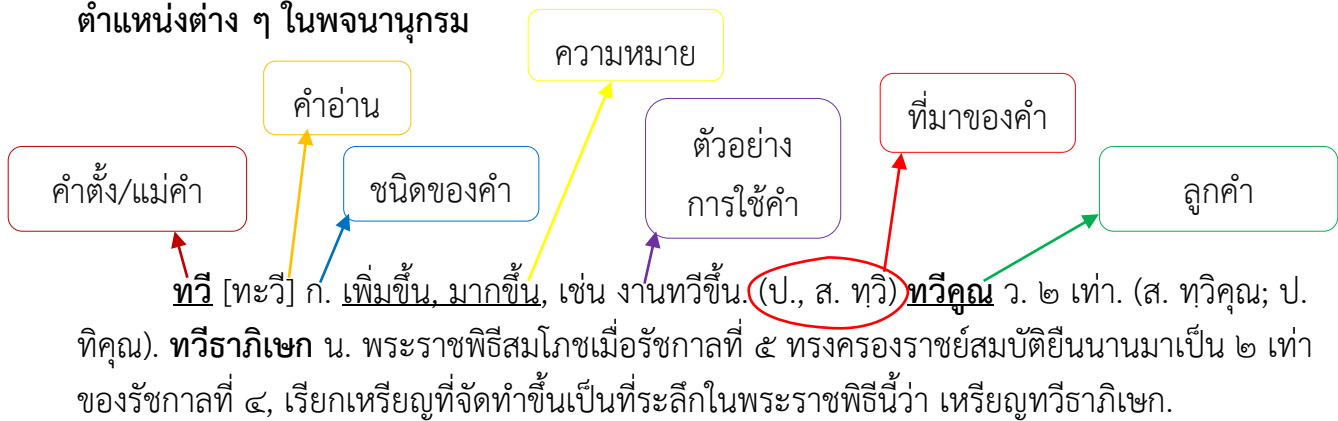 ตำแหน่งต่าง ๆ ในพจนานุกรม
ความหมาย
คำอ่าน
ที่มาของคำ
ตัวอย่าง
การใช้คำ
คำตั้ง/แม่คำ
ชนิดของคำ
ลูกคำ
ทวี [ทะวี] ก. เพิ่มขึ้น, มากขึ้น, เช่น งานทวีขึ้น. (ป., ส. ทฺวิ) ทวีคูณ ว. ๒ เท่า. (ส. ทฺวิคุณ; ป.
ทิคุณ). ทวีธาภิเษก น. พระราชพิธีสมโภชเมื่อรัชกาลที่ ๕ ทรงครองราชย์สมบัติยืนนานมาเป็น ๒ เท่า
ของรัชกาลที่ ๔, เรียกเหรียญที่จัดทำขึ้นเป็นที่ระลึกในพระราชพิธีนี้ว่า เหรียญทวีธาภิเษก.